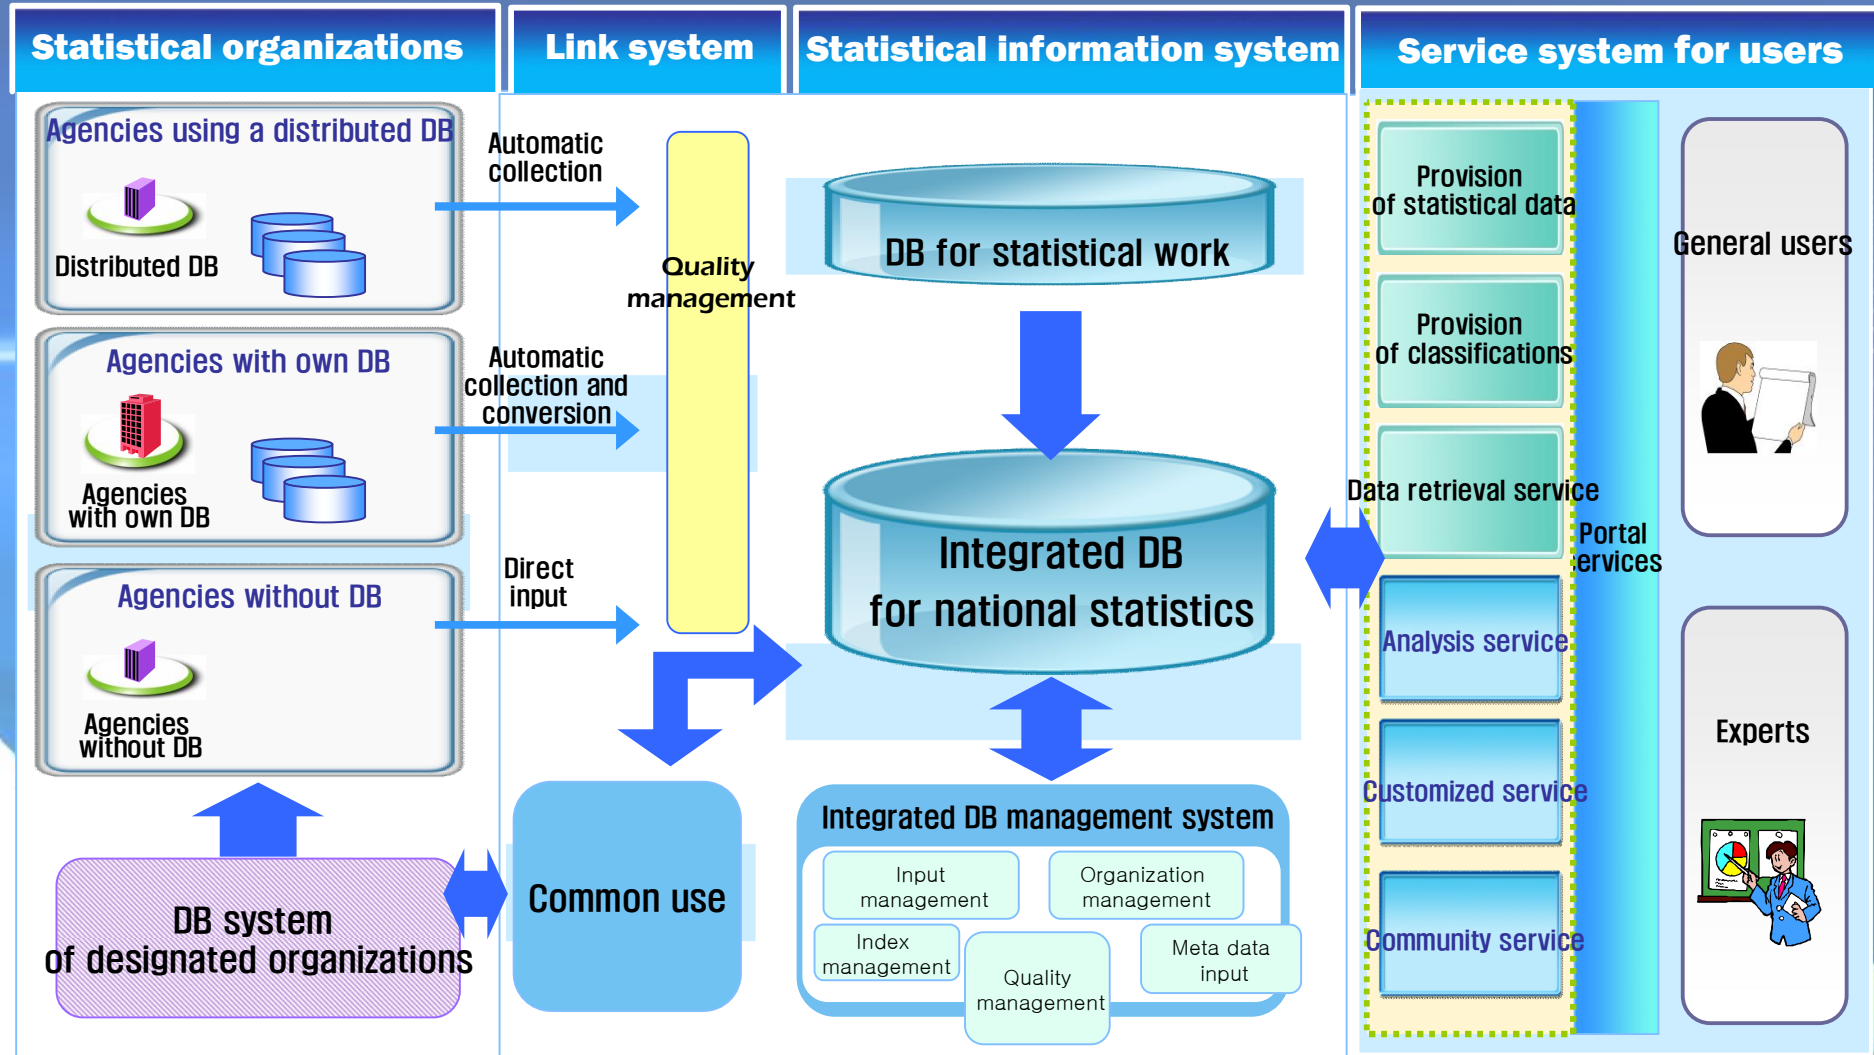 Statistical organizations
Link system
Statistical information system
Service system for users
Agencies using a distributed DB
Distributed DB
Agencies with own DB
Agencies
with own DB
Agencies without DB
Agencies
without DB
DB system
of designated organizations
Automatic
collection
Automatic
collection and
conversion
Direct
input
Quality
management
Common use
DB for statistical work
Integrated DB
for national statistics
Integrated DB management system
Input
management
Organization
management
Index
management
Quality
management
Meta data
input
Provision
of statistical data
Provision
of classifications
Data retrieval service
Analysis service
Customized service
Community service
Portal
ervices
General users
Experts